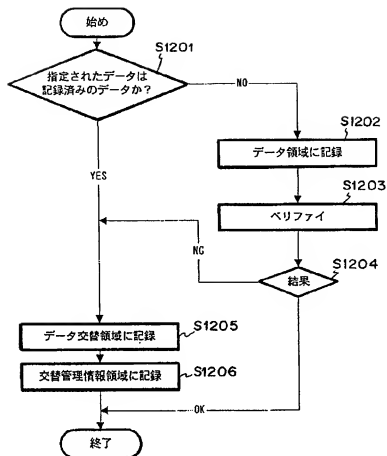 始め
S1201
指定されたデータは
記録済みのデータか?
NO
S1202
データ領域に記録
YES
S1203
ベリファイ
NG
S1204
結果
S1205
データ交替領域に記録
S1206
交替管理情報領域に記録
OK
終了